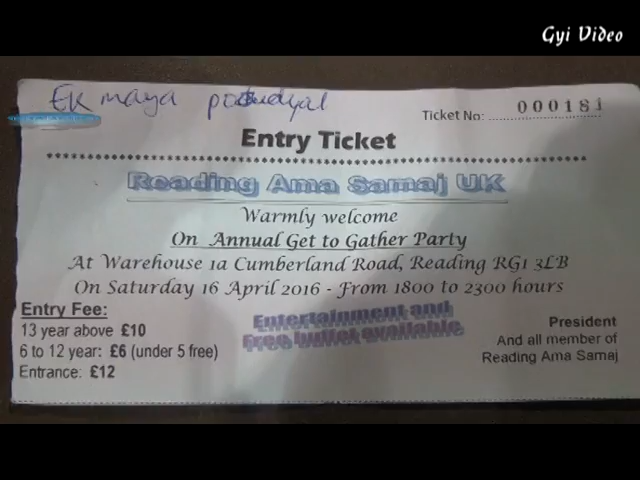 Gyi Video
Ek maya poudyal
Ticket No: 000181
Entry Ticket
Reading Ama Samaj UK
Warmly welcome
On Annual Get to Gather Party
At Warehouse 1a Cumberland Road, Reading RG1 3LB
On Saturday 16 April 2016 - From 1800 to 2300 hours
Entry Fee:
13 year above £10
6 to 12 year: £6 (under 5 free)
Entrance: £12
Entertainment and
Free buffet available
President
And all member of
Reading Ama Samaj